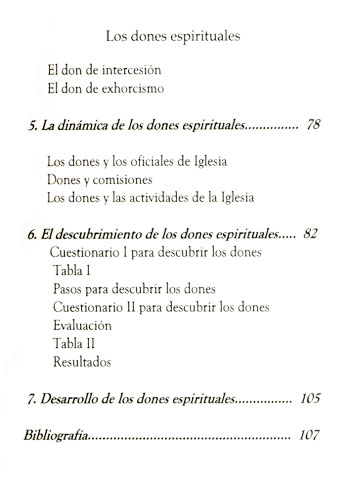 Los dones espirituales
El don de intercesión
El don de exhorcismo
5. La dinámica de los dones espirituales............... 78
Los dones y los oficiales de Iglesia
Dones y comisiones
Los dones y las actividades de la Iglesia
6. El descubrimiento de los dones espirituales..... 82
Cuestionario I para descubrir los dones
Tabla I
Pasos para descubrir los dones
Cuestionario II para descubrir los dones
Evaluación
Tabla II
Resultados
7. Desarrollo de los dones espirituales................ 105
Bibliografía....................................................... 107